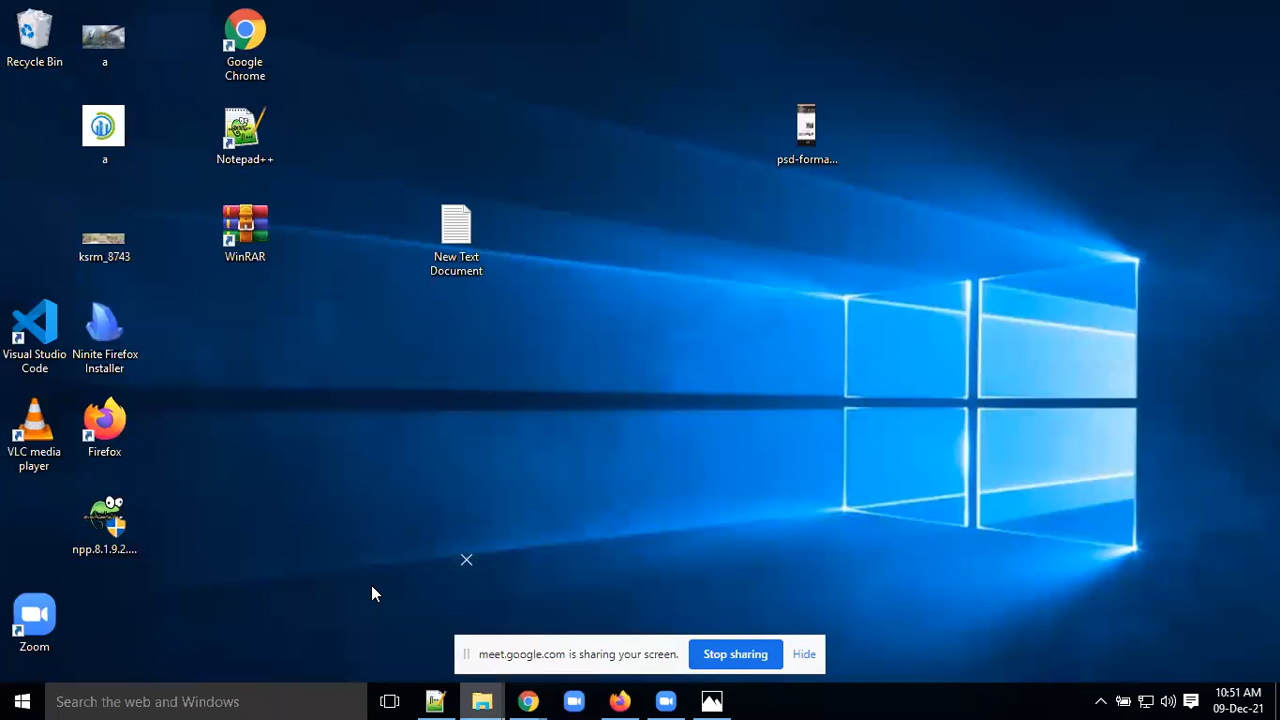 Recycle Bin
a
Google
Chrome
a
Notepad++
psd-forma...
ksrm_8743
WinRAR
New Text
Document
Visual Studio
Code
Ninite Firefox
Installer
VLC media
player
Firefox
npp.8.1.9.2....
Zoom
meet.google.com is sharing your screen.
Stop sharing
Hide
Search the web and Windows
10:51 AM
09-Dec-21